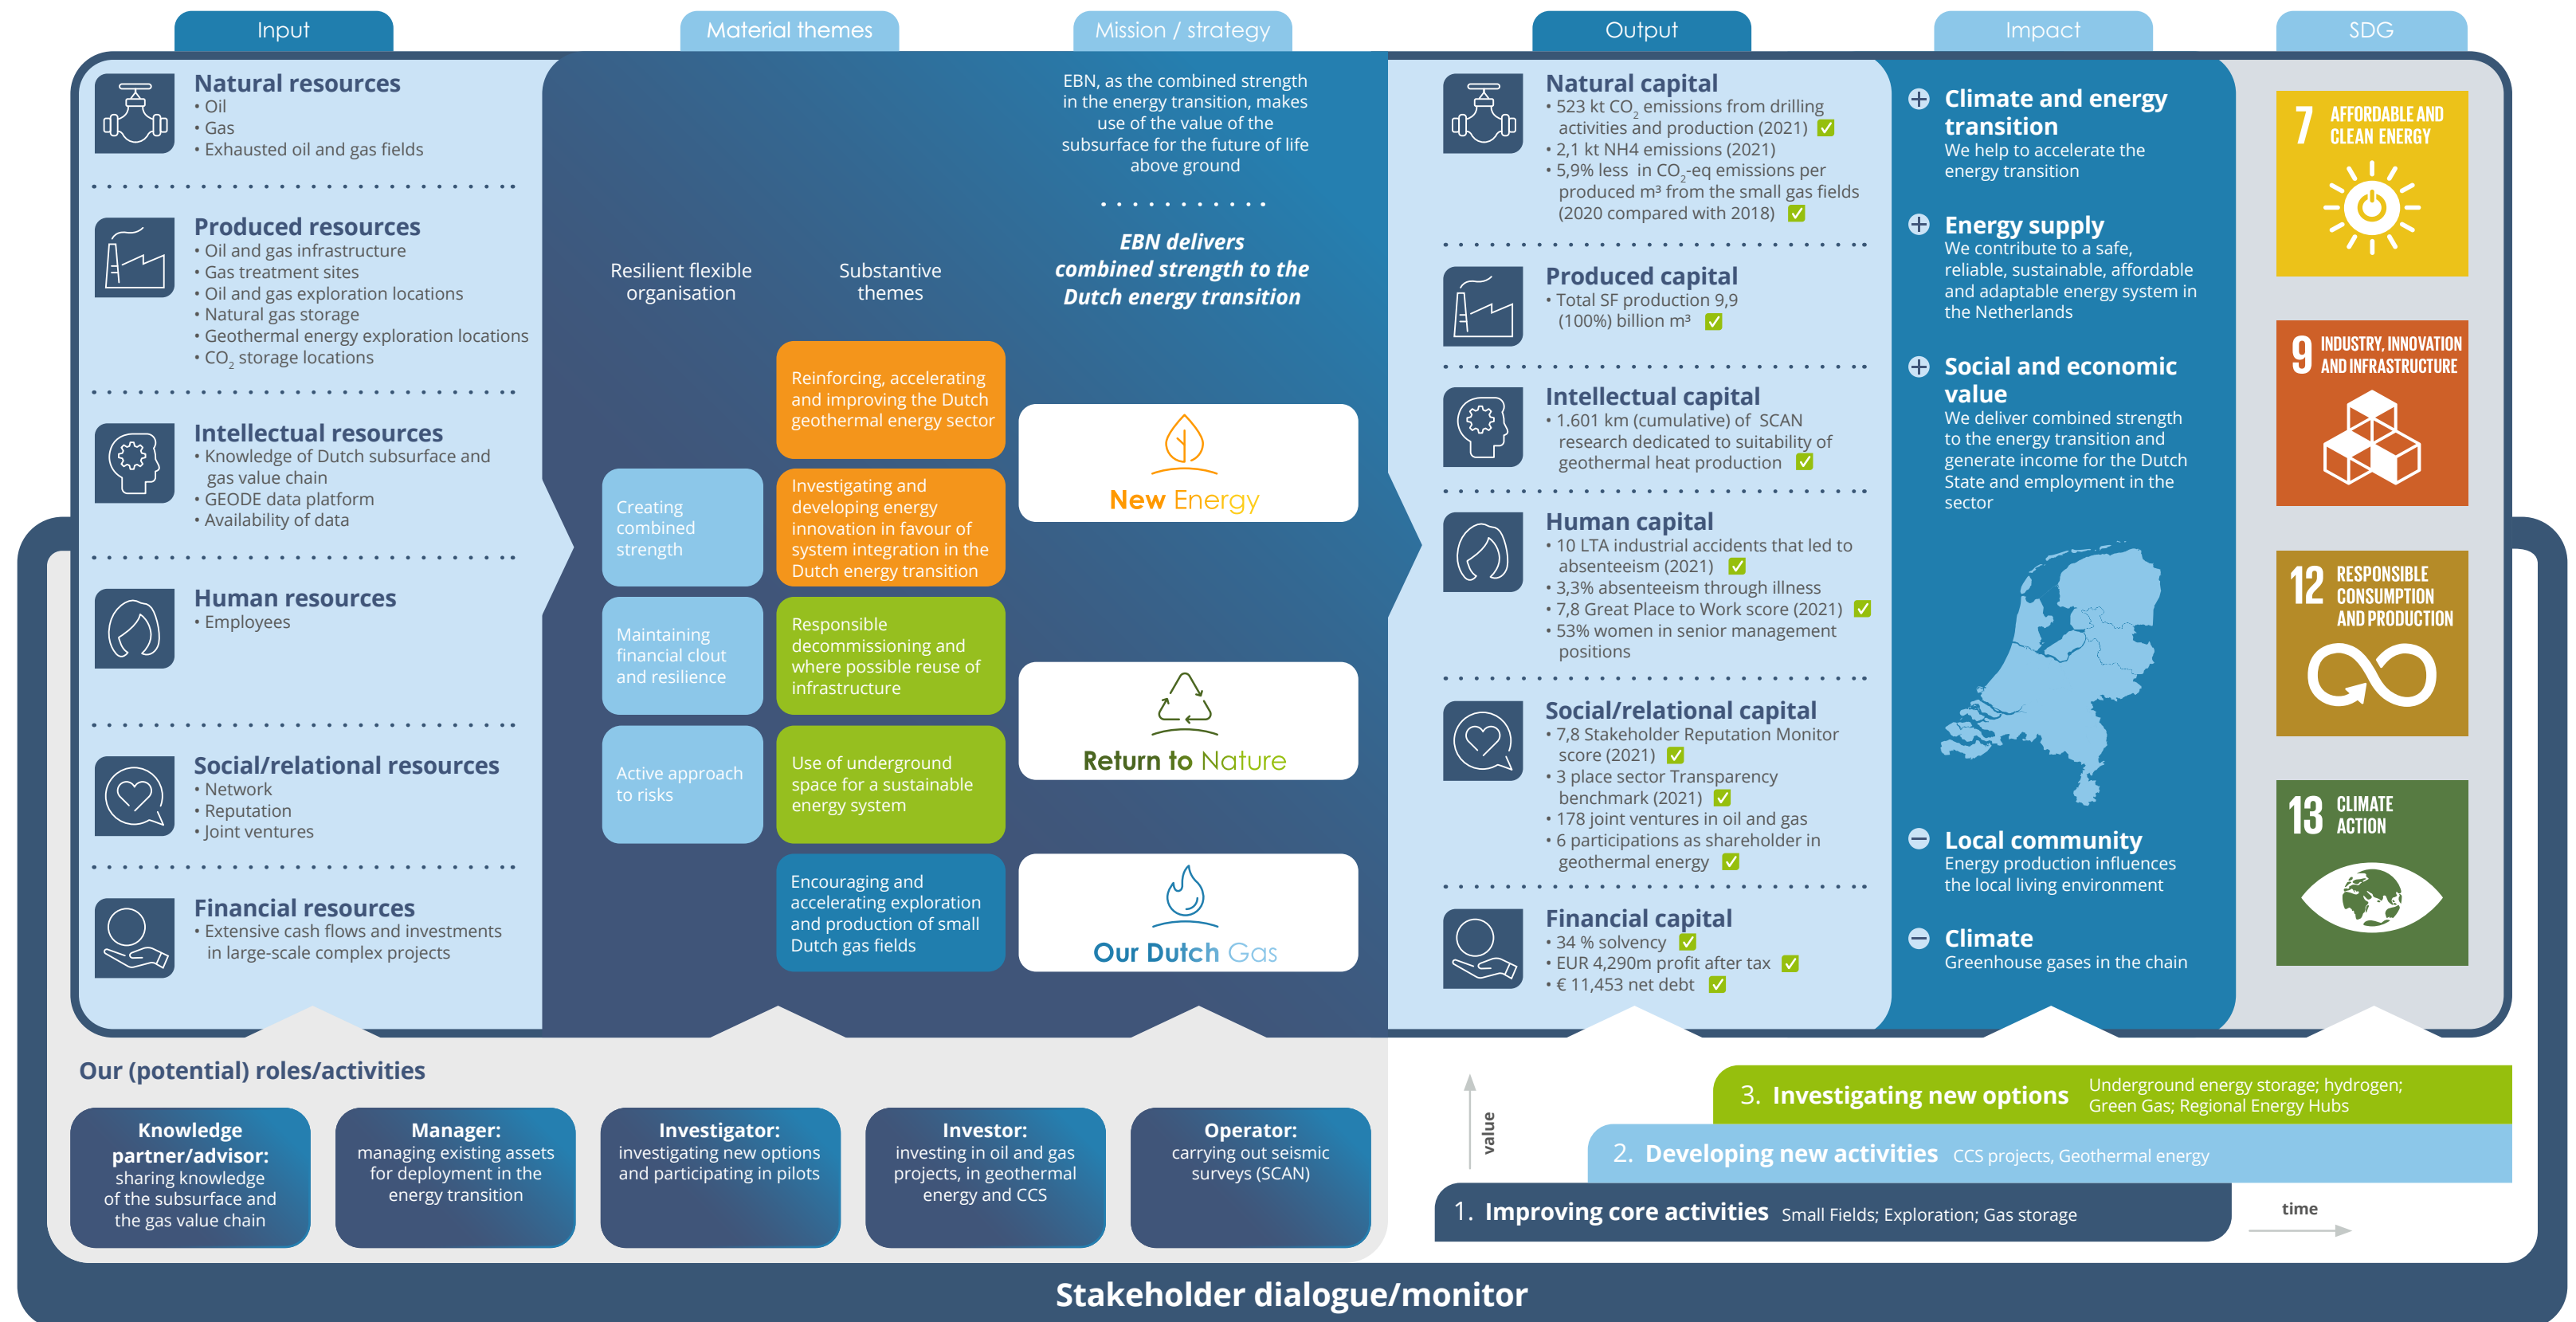 Input
Material themes
Mission / strategy
Output
Impact
SDG
Natural resources
• Oil
• Gas
• Exhausted oil and gas fields
Produced resources
• Oil and gas infrastructure
• Gas treatment sites
• Oil and gas exploration locations
• Natural gas storage
• Geothermal energy exploration locations
• CO2 storage locations
Intellectual resources
• Knowledge of Dutch subsurface and
gas value chain
• GEODE data platform
• Availability of data
Human resources
• Employees
Social/relational resources
• Network
• Reputation
• Joint ventures
Financial resources
• Extensive cash flows and investments
in large-scale complex projects
Resilient flexible
organisation
Creating
combined
strength
Maintaining
financial clout
and resilience
Active approach
to risks
Substantive
themes
Reinforcing, accelerating
and improving the Dutch
geothermal energy sector
Investigating and
developing energy
innovation in favour of
system integration in the
Dutch energy transition
Responsible
decommissioning and
where possible reuse of
infrastructure
Use of underground
space for a sustainable
energy system
Encouraging and
accelerating exploration
and production of small
Dutch gas fields
EBN, as the combined strength
in the energy transition, makes
use of the value of the
subsurface for the future of life
above ground
EBN delivers
combined strength to the
Dutch energy transition
New Energy
Return to Nature
Our Dutch Gas
Natural capital
• 523 kt CO2 emissions from drilling
activities and production (2021) ✓
• 2,1 kt NH4 emissions (2021)
• 5,9% less in CO2-eq emissions per
produced m³ from the small gas fields
(2020 compared with 2018) ✓
Produced capital
• Total SF production 9,9
(100%) billion m³ ✓
Intellectual capital
• 1.601 km (cumulative) of SCAN
research dedicated to suitability of
geothermal heat production ✓
Human capital
• 10 LTA industrial accidents that led to
absenteeism (2021) ✓
• 3,3% absenteeism through illness
• 7,8 Great Place to Work score (2021) ✓
• 53% women in senior management
positions
Social/relational capital
• 7,8 Stakeholder Reputation Monitor
score (2021) ✓
• 3 place sector Transparency
benchmark (2021) ✓
• 178 joint ventures in oil and gas
• 6 participations as shareholder in
geothermal energy ✓
Financial capital
• 34 % solvency ✓
• EUR 4,290m profit after tax ✓
• € 11,453 net debt ✓
Climate and energy
transition
We help to accelerate the
energy transition
Energy supply
We contribute to a safe,
reliable, sustainable, affordable
and adaptable energy system in
the Netherlands
Social and economic
value
We deliver combined strength
to the energy transition and
generate income for the Dutch
State and employment in the
sector
Local community
Energy production influences
the local living environment
Climate
Greenhouse gases in the chain
7 AFFORDABLE AND
CLEAN ENERGY
9 INDUSTRY, INNOVATION
AND INFRASTRUCTURE
12 RESPONSIBLE
CONSUMPTION
AND PRODUCTION
13 CLIMATE
ACTION
Our (potential) roles/activities
Knowledge
partner/advisor:
sharing knowledge
of the subsurface and
the gas value chain
Manager:
managing existing assets
for deployment in the
energy transition
Investigator:
investigating new options
and participating in pilots
Investor:
investing in oil and gas
projects, in geothermal
energy and CCS
Operator:
carrying out seismic
surveys (SCAN)
value
3. Investigating new options Underground energy storage; hydrogen;
Green Gas; Regional Energy Hubs
2. Developing new activities CCS projects, Geothermal energy
1. Improving core activities Small Fields; Exploration; Gas storage
time
Stakeholder dialogue/monitor